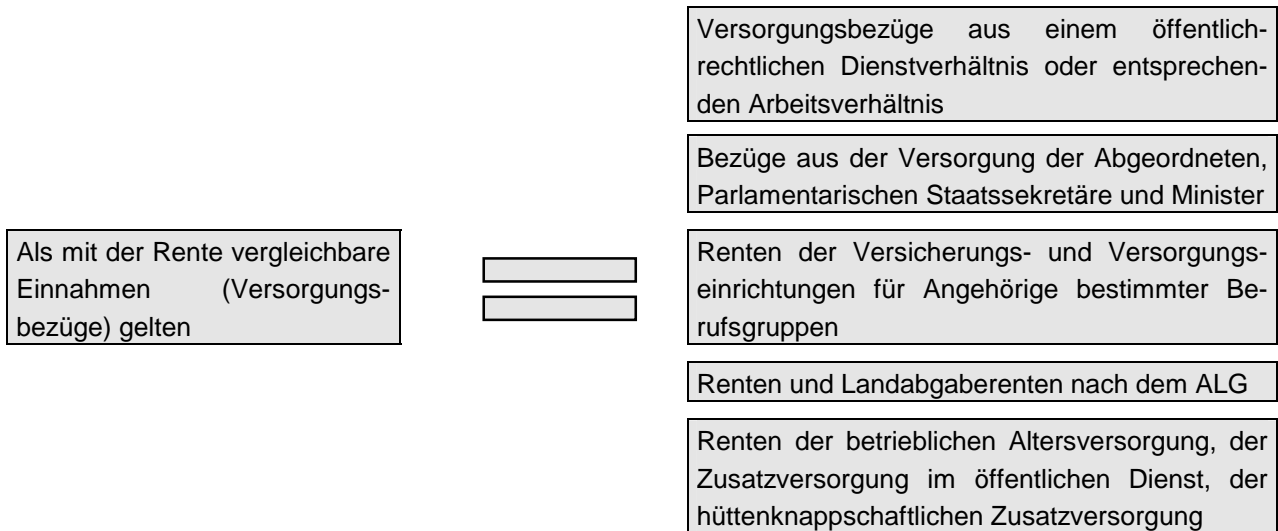 Versorgungsbezüge aus einem öffentlich-
rechtlichen Dienstverhältnis oder entsprechen-
den Arbeitsverhältnis
Bezüge aus der Versorgung der Abgeordneten,
Parlamentarischen Staatssekretäre und Minister
Als mit der Rente vergleichbare
Einnahmen (Versorgungs-
bezüge) gelten
Renten der Versicherungs- und Versorgungs-
einrichtungen für Angehörige bestimmter Be-
rufsgruppen
Renten und Landabgaberenten nach dem ALG
Renten der betrieblichen Altersversorgung, der
Zusatzversorgung im öffentlichen Dienst, der
hüttenknappschaftlichen Zusatzversorgung